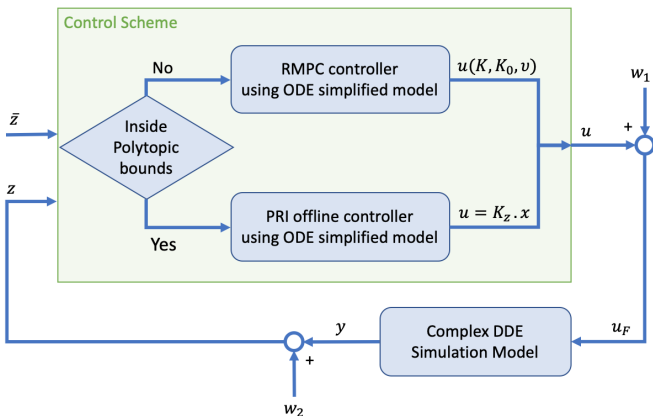 Control Scheme
No
RMPC controller
using ODE simplified model
u(K, K₀, υ)
w₁
z̄
Inside
Polytopic
bounds
u
+
z
PRI offline controller
using ODE simplified model
u = K_z . x
Yes
Complex DDE
Simulation Model
y
u_F
+
w₂